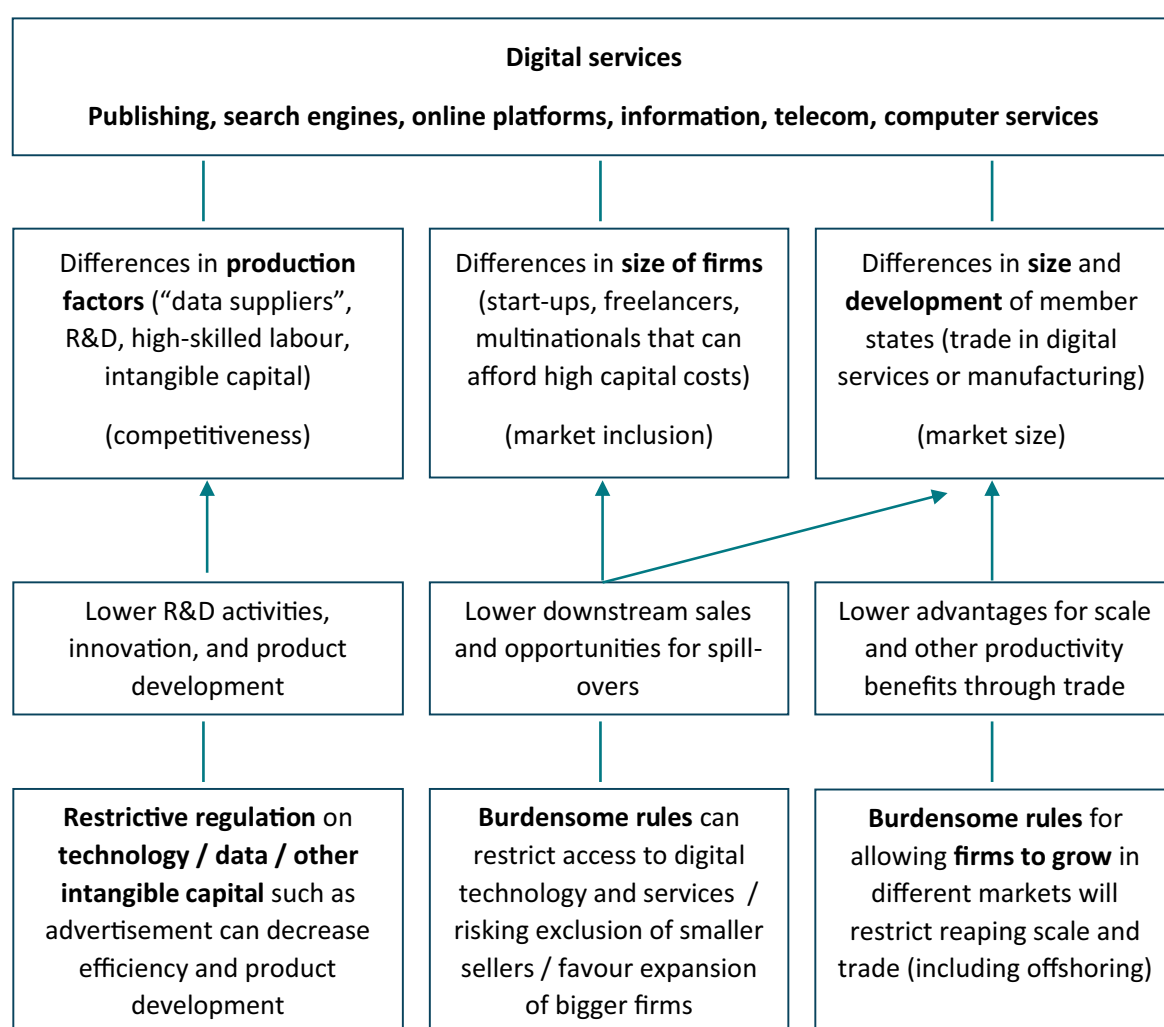 Digital services
Publishing, search engines, online platforms, information, telecom, computer services
Differences in production
factors (“data suppliers”,
R&D, high-skilled labour,
intangible capital)
(competitiveness)
Differences in size of firms
(start-ups, freelancers,
multinationals that can
afford high capital costs)
(market inclusion)
Differences in size and
development of member
states (trade in digital
services or manufacturing)
(market size)
Lower R&D activities,
innovation, and product
development
Lower downstream sales
and opportunities for spill-
overs
Lower advantages for scale
and other productivity
benefits through trade
Restrictive regulation on
technology / data / other
intangible capital such as
advertisement can decrease
efficiency and product
development
Burdensome rules can
restrict access to digital
technology and services /
risking exclusion of smaller
sellers / favour expansion
of bigger firms
Burdensome rules for
allowing firms to grow in
different markets will
restrict reaping scale and
trade (including offshoring)